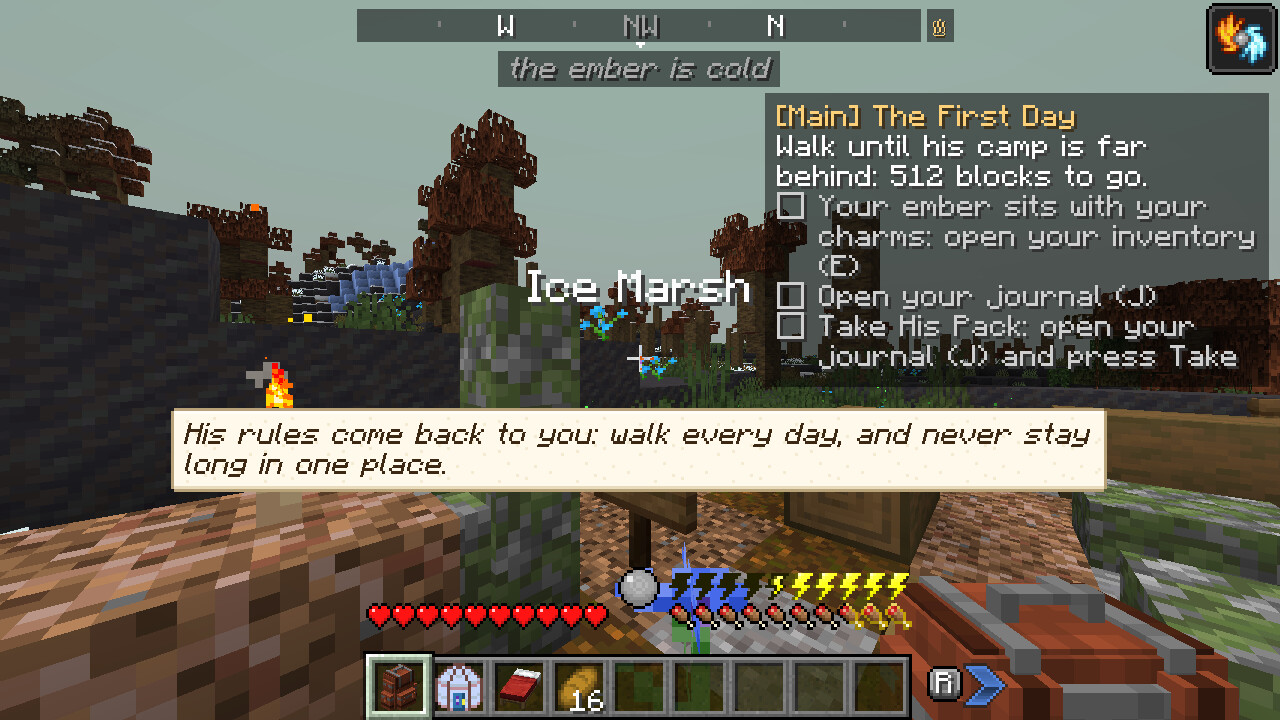 W NW N
the ember is cold
[Main] The First Day
Walk until his camp is far
behind: 512 blocks to go.
Your ember sits with your
charms: open your inventory
(E)
Open your journal (J)
Take His Pack: open your
journal (J) and press Take
Ice Marsh
His rules come back to you: walk every day, and never stay
long in one place.
16
R